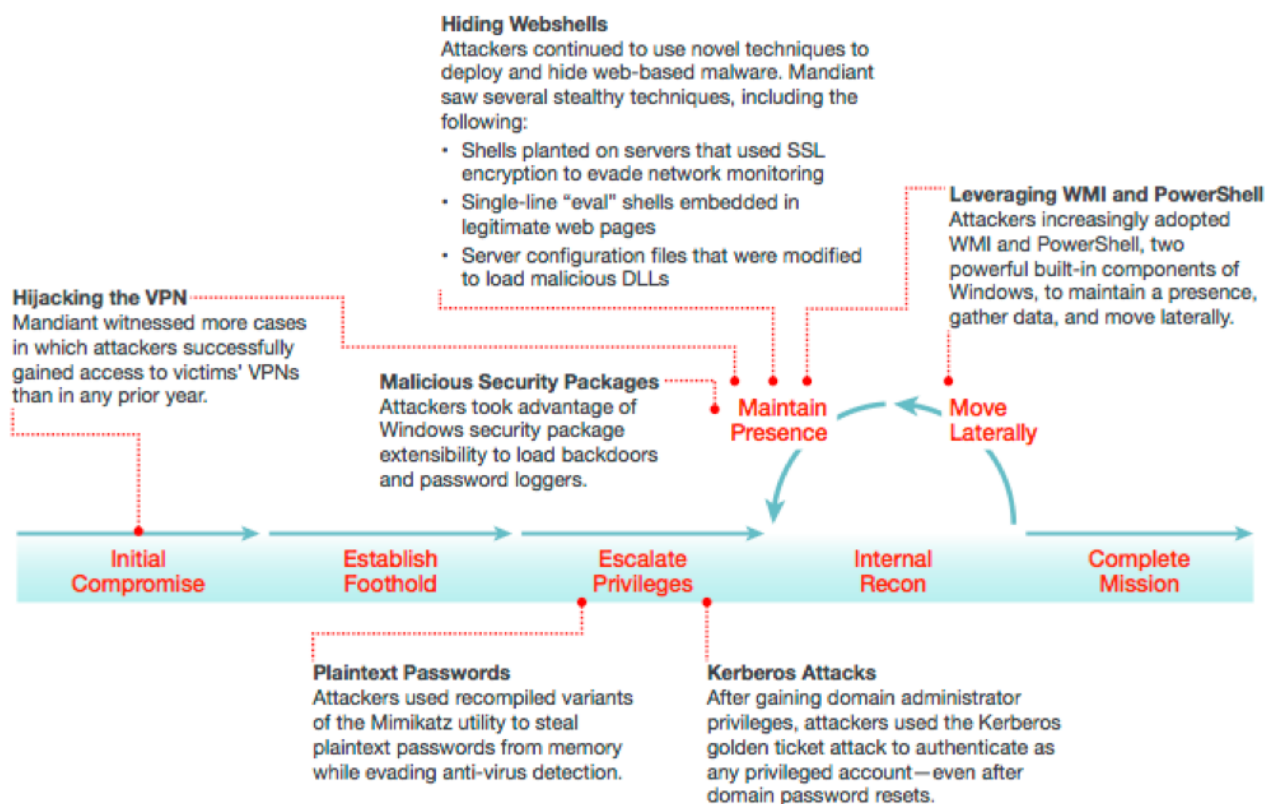 Hiding Webshells
Attackers continued to use novel techniques to
deploy and hide web-based malware. Mandiant
saw several stealthy techniques, including the
following:
• Shells planted on servers that used SSL
encryption to evade network monitoring
• Single-line “eval” shells embedded in
legitimate web pages
• Server configuration files that were modified
to load malicious DLLs
Leveraging WMI and PowerShell
Attackers increasingly adopted
WMI and PowerShell, two
powerful built-in components of
Windows, to maintain a presence,
gather data, and move laterally.
Hijacking the VPN
Mandiant witnessed more cases
in which attackers successfully
gained access to victims’ VPNs
than in any prior year.
Malicious Security Packages
Attackers took advantage of
Windows security package
extensibility to load backdoors
and password loggers.
Maintain
Presence
Move
Laterally
Initial
Compromise
Establish
Foothold
Escalate
Privileges
Internal
Recon
Complete
Mission
Plaintext Passwords
Attackers used recompiled variants
of the Mimikatz utility to steal
plaintext passwords from memory
while evading anti-virus detection.
Kerberos Attacks
After gaining domain administrator
privileges, attackers used the Kerberos
golden ticket attack to authenticate as
any privileged account—even after
domain password resets.